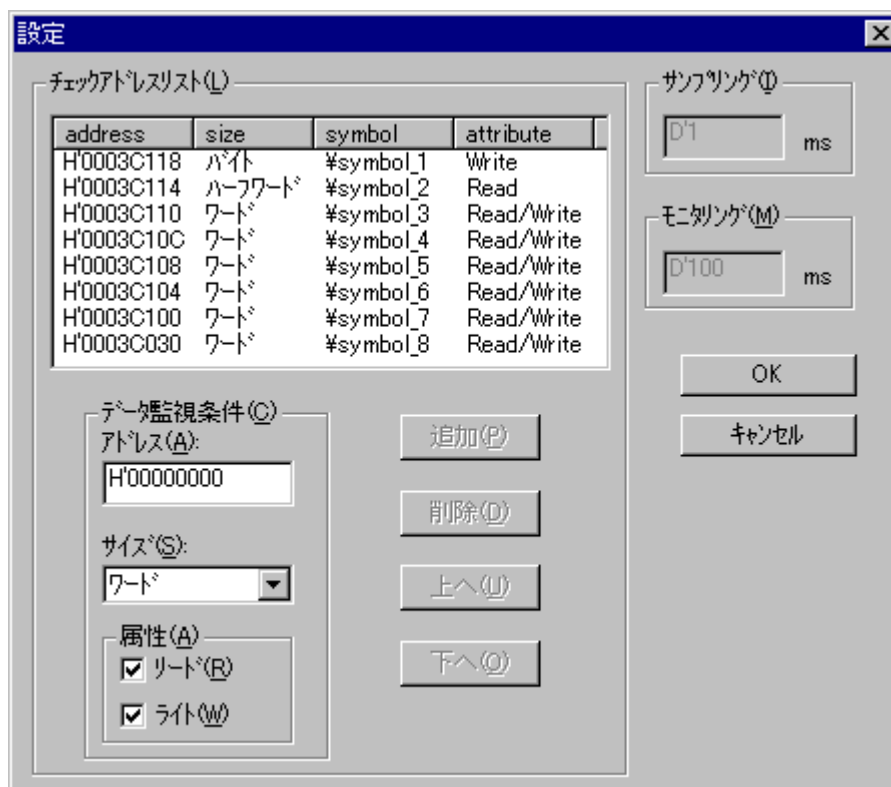 設定
ﾁｪｯｸｱﾄﾞﾚｽﾘｽﾄ(L)
address size symbol attribute
H'0003C118 ﾊﾞｲﾄ ¥symbol_1 Write
H'0003C114 ﾊｰﾌﾜｰﾄﾞ ¥symbol_2 Read
H'0003C110 ﾜｰﾄﾞ ¥symbol_3 Read/Write
H'0003C10C ﾜｰﾄﾞ ¥symbol_4 Read/Write
H'0003C108 ﾜｰﾄﾞ ¥symbol_5 Read/Write
H'0003C104 ﾜｰﾄﾞ ¥symbol_6 Read/Write
H'0003C100 ﾜｰﾄﾞ ¥symbol_7 Read/Write
H'0003C030 ﾜｰﾄﾞ ¥symbol_8 Read/Write
ﾃﾞｰﾀ監視条件(C)
ｱﾄﾞﾚｽ(A):
H'00000000
ｻｲｽﾞ(S):
ﾜｰﾄﾞ
属性(A)
ﾘｰﾄﾞ(R)
ﾗｲﾄ(W)
追加(P)
削除(D)
上へ(U)
下へ(O)
ｻﾝﾌﾟﾘﾝｸﾞ(I)
D'1 ms
ﾓﾆﾀﾘﾝｸﾞ(M)
D'100 ms
OK
ｷｬﾝｾﾙ